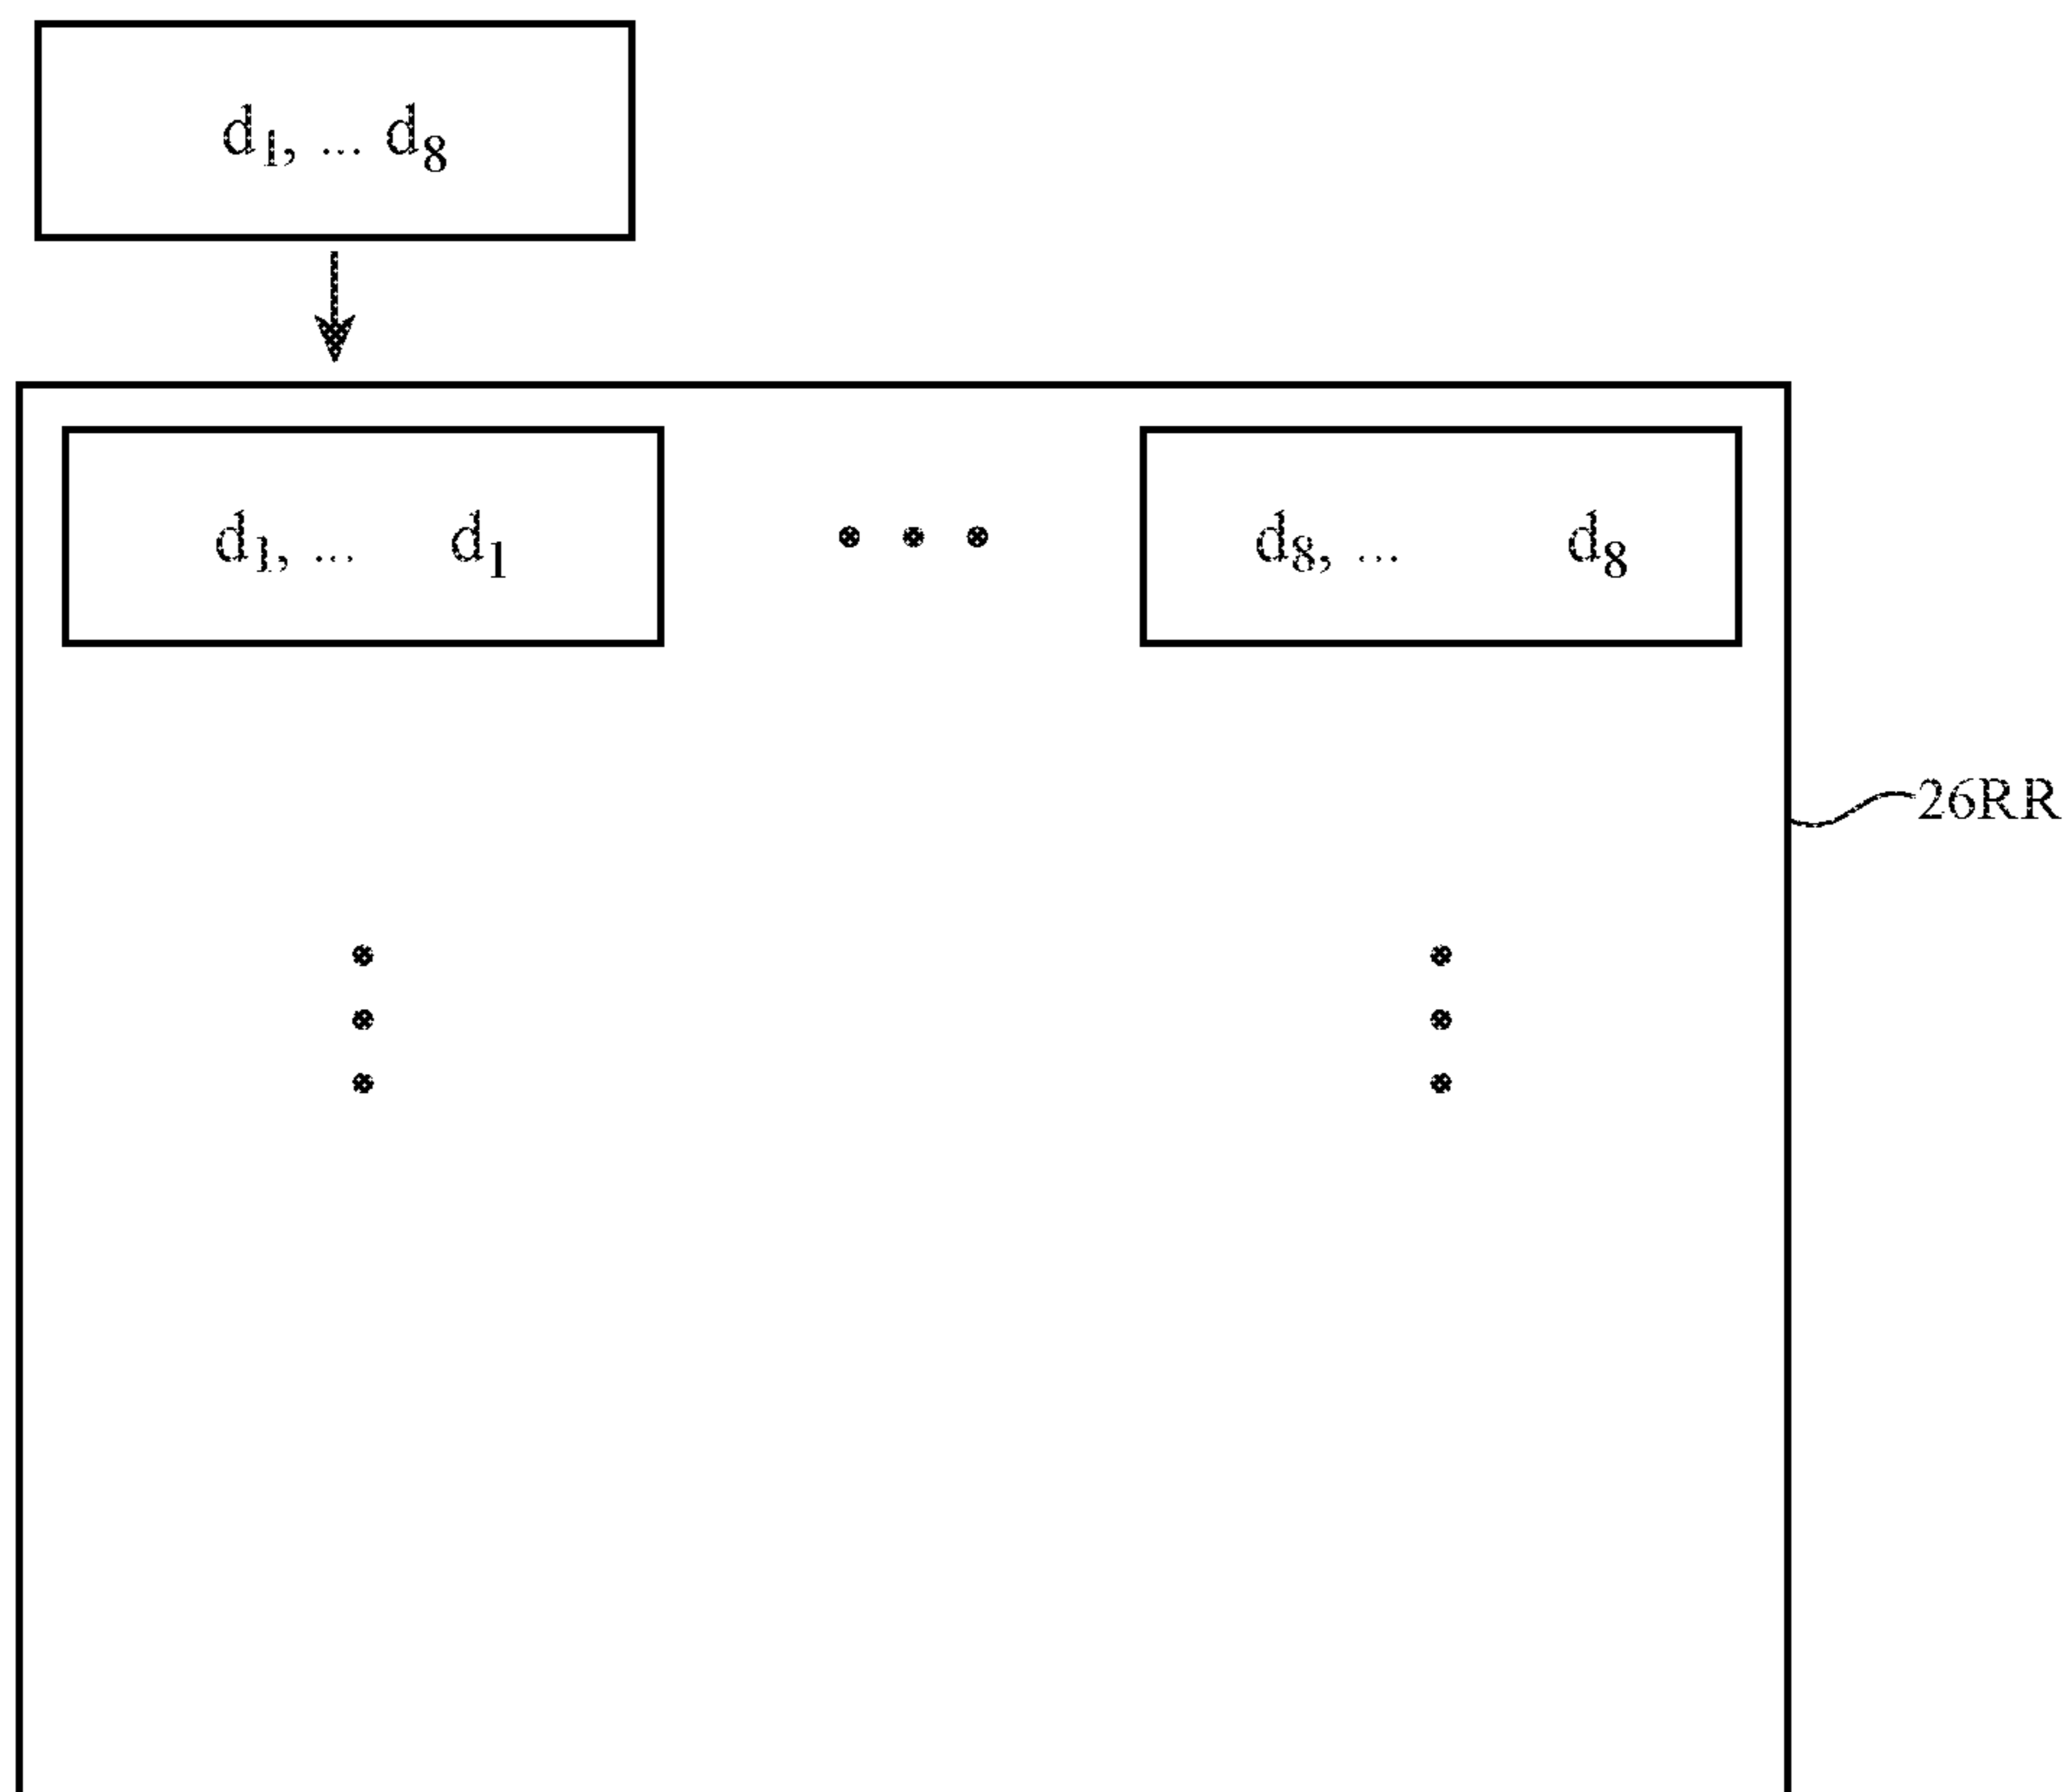 d1, ... d8
d1, ... d1 ••• d8, ... d8
26RR